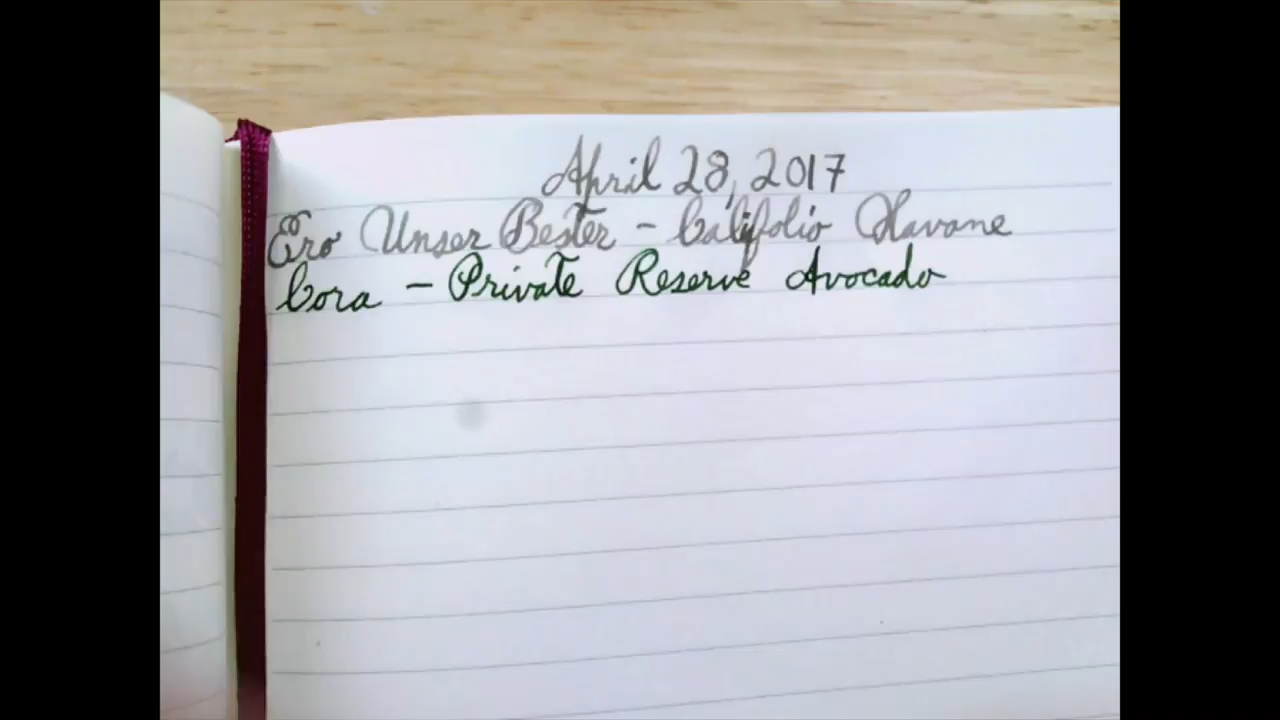 April 28, 2017
Ero Unser Bester - Califolio Havane
Cora - Private Reserve Avocado